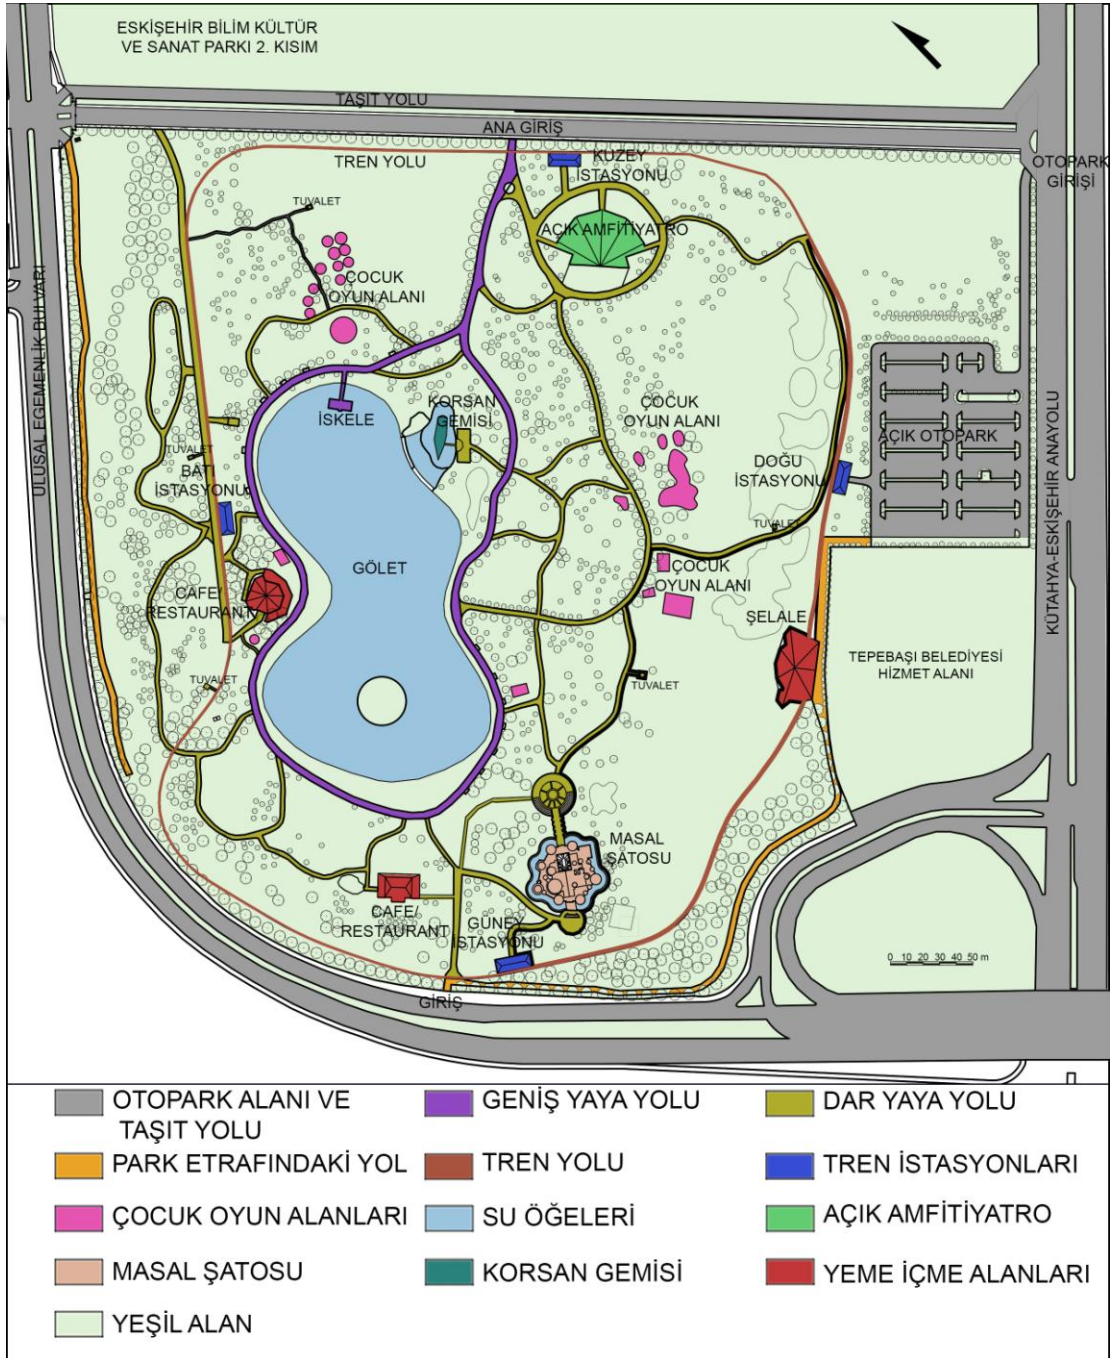 ESKİŞEHİR BİLİM KÜLTÜR
VE SANAT PARKI 2. KISIM
TAŞIT YOLU
ANA GİRİŞ
TREN YOLU
KUZEY
İSTASYONU
OTOPARK
GİRİŞİ
TUVALET
AÇIK AMFİTİYATRO
ÇOCUK
OYUN ALANI
ULUSAL EGEMENLİK BULVARI
İSKELE
KORSAN
GEMİSİ
ÇOCUK
OYUN ALANI
AÇIK OTOPARK
TUVALET
BATI
İSTASYONU
DOĞU
İSTASYONU
TUVALET
KÜTAHYA-ESKİŞEHİR ANAYOLU
GÖLET
ÇOCUK
OYUN ALANI
CAFE/
RESTAURANT
ŞELALE
TEPEBAŞI BELEDİYESİ
HİZMET ALANI
TUVALET
TUVALET
MASAL
ŞATOSU
CAFE/
RESTAURANT
GÜNEY
İSTASYONU
0 10 20 30 40 50 m
GİRİŞ
OTOPARK ALANI VE
TAŞIT YOLU
GENİŞ YAYA YOLU
DAR YAYA YOLU
PARK ETRAFINDAKİ YOL
TREN YOLU
TREN İSTASYONLARI
ÇOCUK OYUN ALANLARI
SU ÖĞELERİ
AÇIK AMFİTİYATRO
MASAL ŞATOSU
KORSAN GEMİSİ
YEME İÇME ALANLARI
YEŞİL ALAN